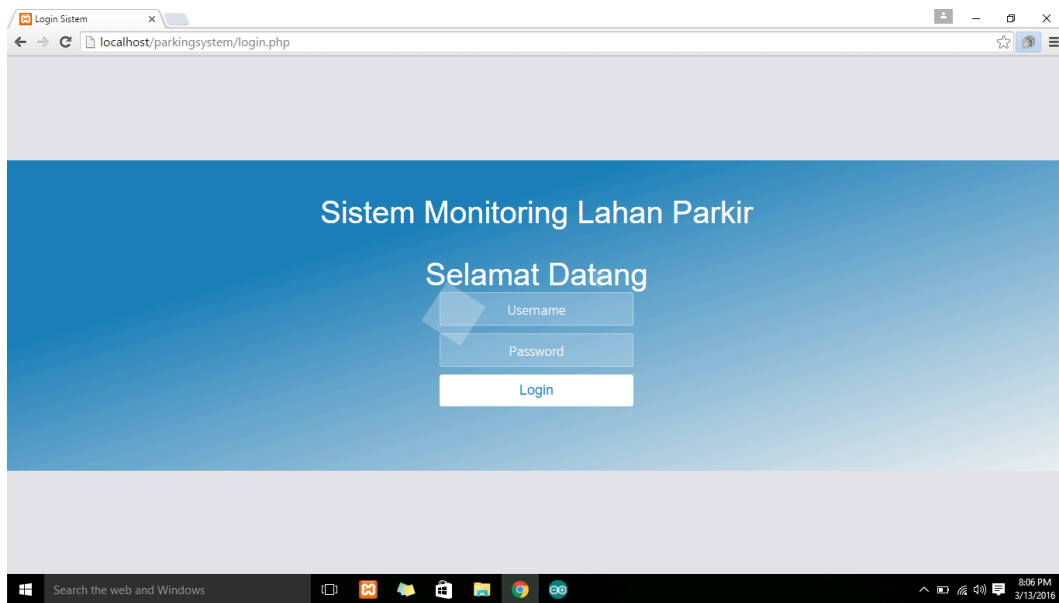 Login Sistem
localhost/parkingsystem/login.php
Sistem Monitoring Lahan Parkir
Selamat Datang
Username
Password
Login
Search the web and Windows
8:06 PM
3/13/2016